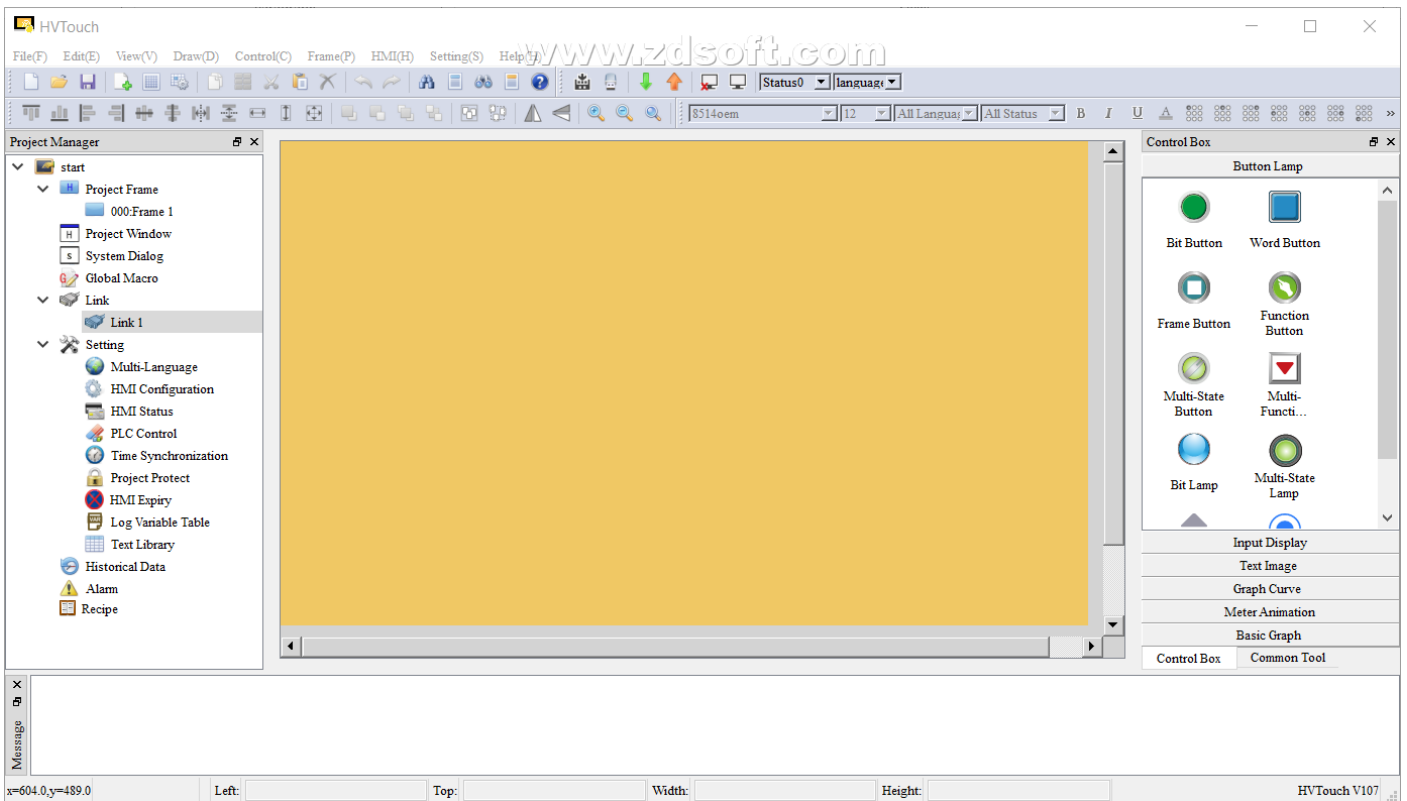 HVTouch
File(F) Edit(E) View(V) Draw(D) Control(C) Frame(P) HMI(H) Setting(S) Help(H)
www.zdsoft.com
Status0 language
8514oem 12 All Languag All Status B I U A »
Project Manager
start
Project Frame
000:Frame 1
Project Window
System Dialog
Global Macro
Link
Link 1
Setting
Multi-Language
HMI Configuration
HMI Status
PLC Control
Time Synchronization
Project Protect
HMI Expiry
Log Variable Table
Text Library
Historical Data
Alarm
Recipe
Control Box
Button Lamp
Bit Button Word Button
Frame Button Function Button
Multi-State Button Multi-Functi...
Bit Lamp Multi-State Lamp
Input Display
Text Image
Graph Curve
Meter Animation
Basic Graph
Control Box Common Tool
Message
x=604.0,y=489.0 Left: Top: Width: Height: HVTouch V107